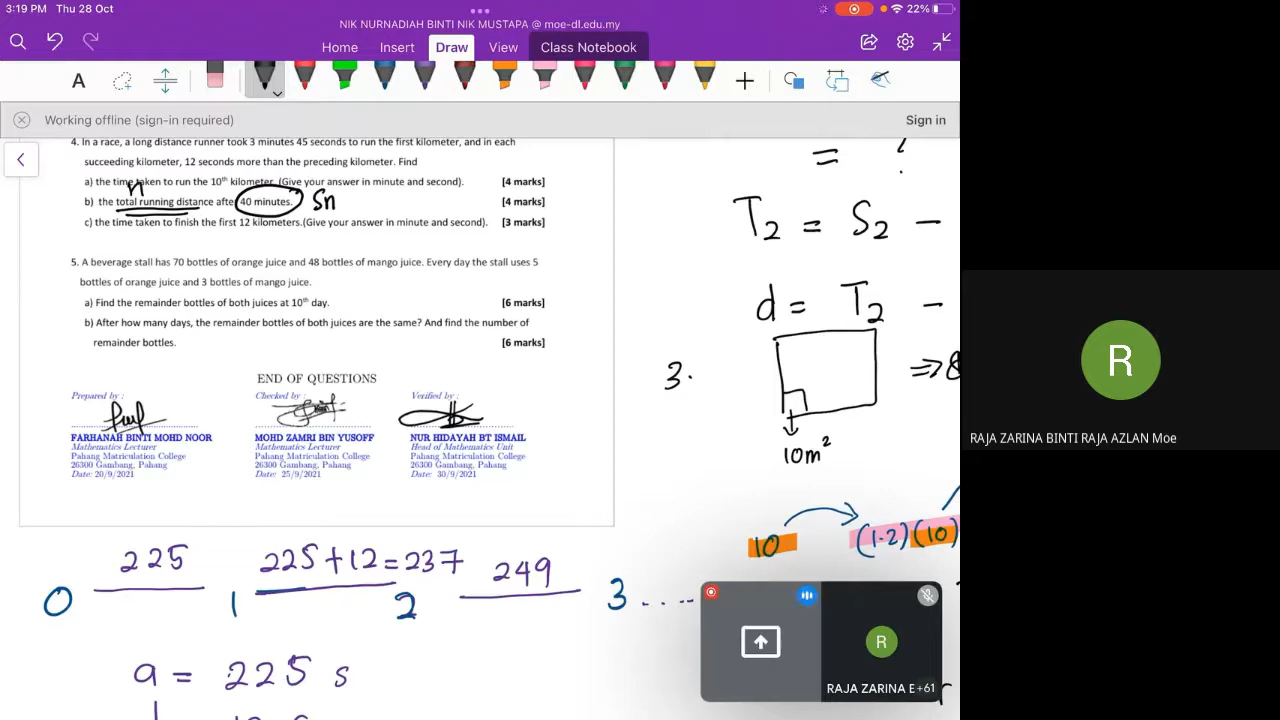 3:19 PM Thu 28 Oct
22%
NIK NURNADIAH BINTI NIK MUSTAPA @ moe-dl.edu.my
Home Insert Draw View Class Notebook
A
Working offline (sign-in required) Sign in
4. In a race, a long distance runner took 3 minutes 45 seconds to run the first kilometer, and in each
succeeding kilometer, 12 seconds more than the preceding kilometer. Find
a) the time taken to run the 10th kilometer. (Give your answer in minute and second). [4 marks]
n
b) the total running distance after 40 minutes. Sn [4 marks]
c) the time taken to finish the first 12 kilometers.(Give your answer in minute and second). [3 marks]
5. A beverage stall has 70 bottles of orange juice and 48 bottles of mango juice. Every day the stall uses 5
bottles of orange juice and 3 bottles of mango juice.
a) Find the remainder bottles of both juices at 10th day. [6 marks]
b) After how many days, the remainder bottles of both juices are the same? And find the number of
remainder bottles. [6 marks]
END OF QUESTIONS
Prepared by : Checked by : Verified by :
FARHANAH BINTI MOHD NOOR MOHD ZAMRI BIN YUSOFF NUR HIDAYAH BT ISMAIL
Mathematics Lecturer Mathematics Lecturer Head of Mathematics Unit
Pahang Matriculation College Pahang Matriculation College Pahang Matriculation College
26300 Gambang, Pahang 26300 Gambang, Pahang 26300 Gambang, Pahang
Date: 20/9/2021 Date: 25/9/2021 Date: 30/9/2021
225 225+12=237 249
0 1 2 3 ....
a = 225 s
=
T2 = S2 -
d = T2 -
3. ⇒ 8
10m²
10 (1.2)(10)
R
RAJA ZARINA E +61
R
RAJA ZARINA BINTI RAJA AZLAN Moe